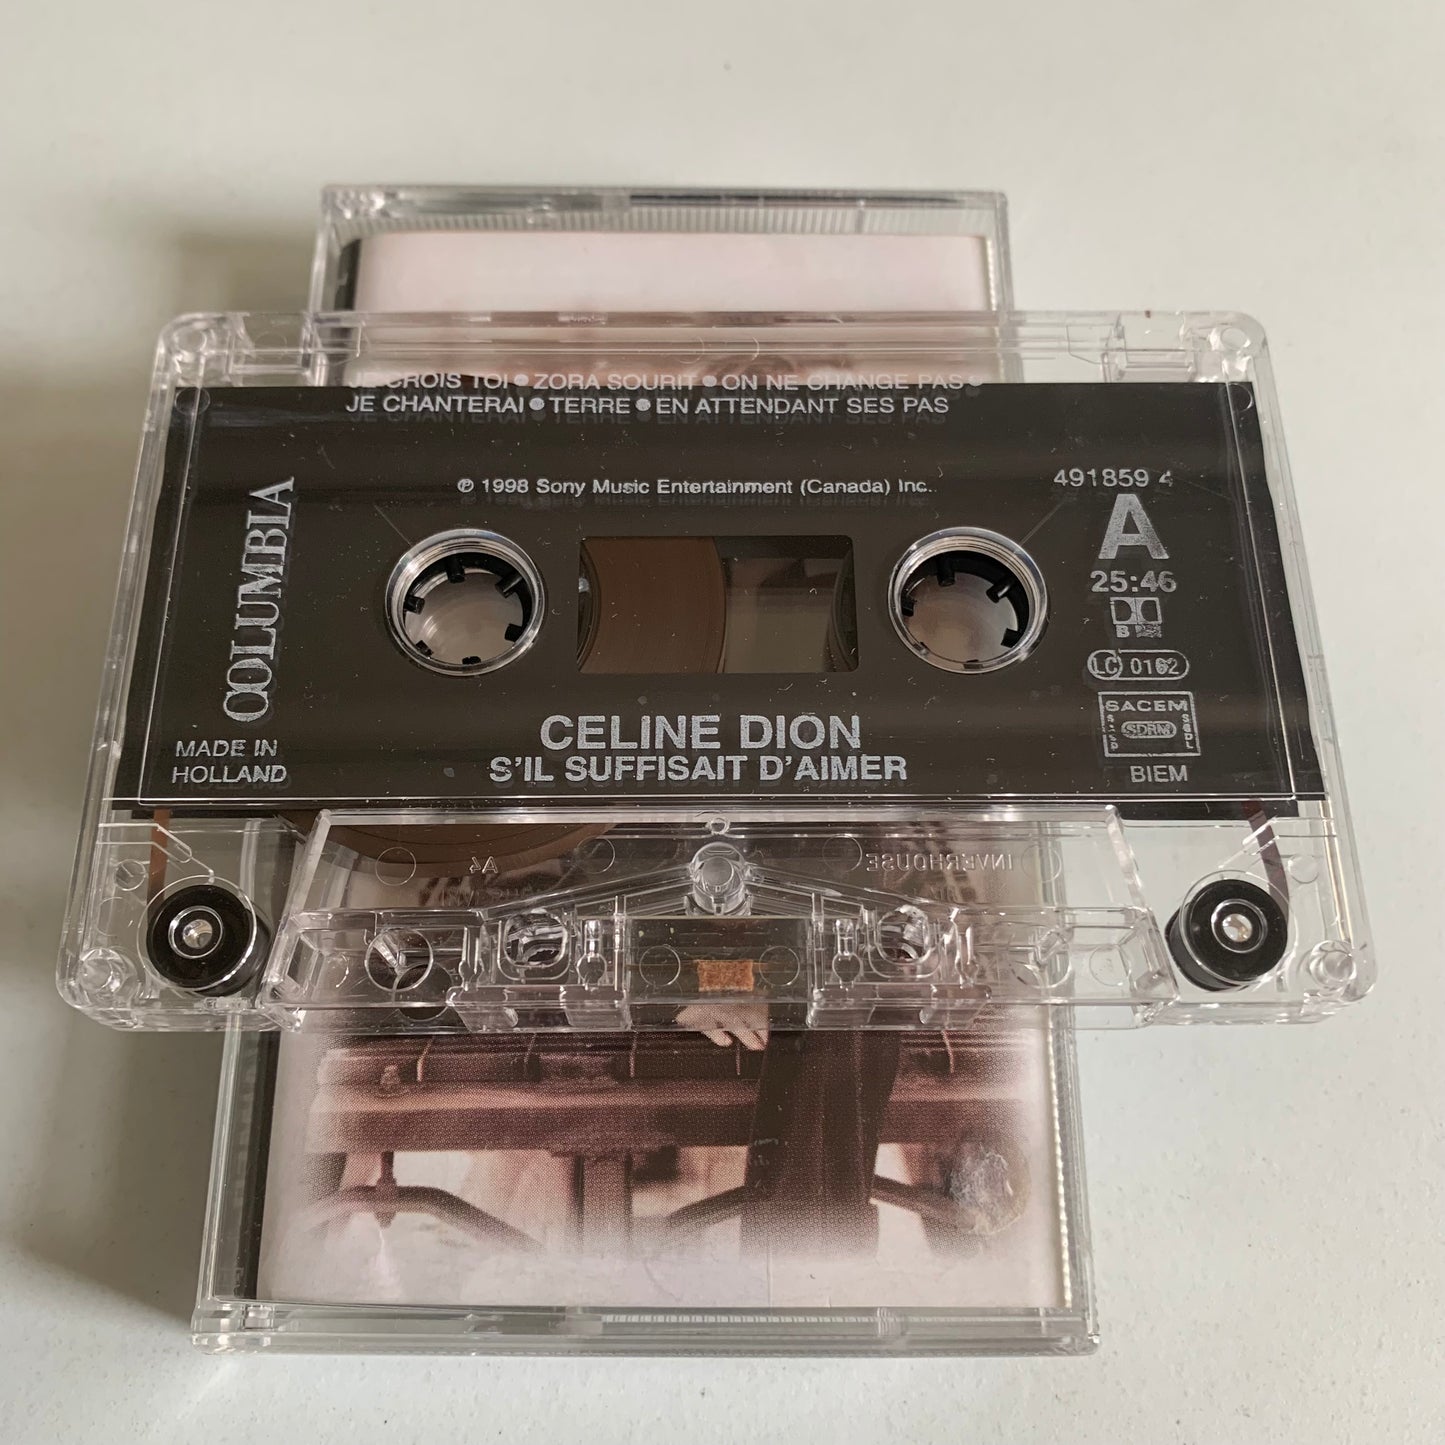 JE CROIS TOI • ZORA SOURIT • ON NE CHANGE PAS •
JE CHANTERAI • TERRE • EN ATTENDANT SES PAS
℗ 1998 Sony Music Entertainment (Canada) Inc.
491859 4
A
25:46
B
LC 0162
SACEM
SDRM
BIEM
COLUMBIA
MADE IN
HOLLAND
CELINE DION
S'IL SUFFISAIT D'AIMER
A4
INVERHOUSE